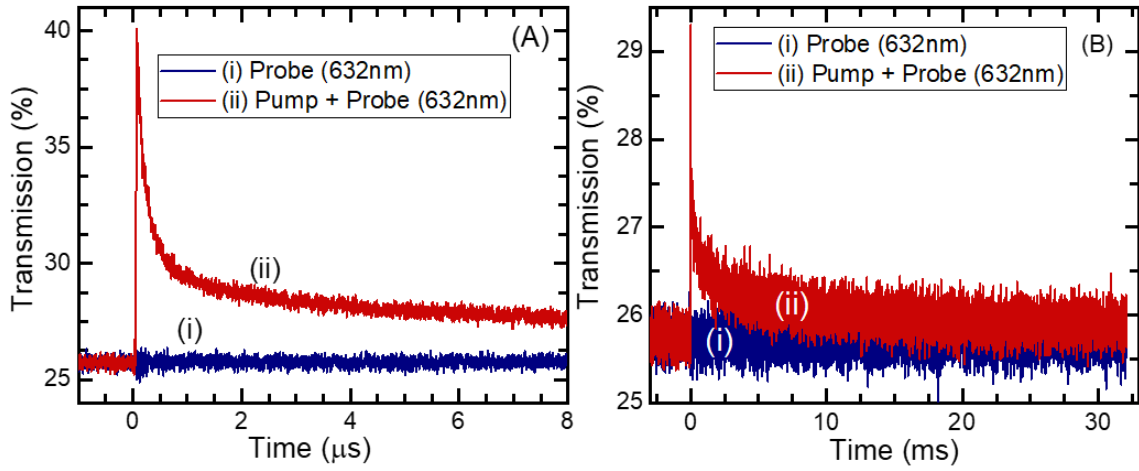 (A)
(i) Probe (632nm)
(ii) Pump + Probe (632nm)
40
35
30
25
Transmission (%)
(ii)
(i)
0 2 4 6 8
Time (μs)
(B)
(i) Probe (632nm)
(ii) Pump + Probe (632nm)
29
28
27
26
25
Transmission (%)
(i)
(ii)
0 10 20 30
Time (ms)